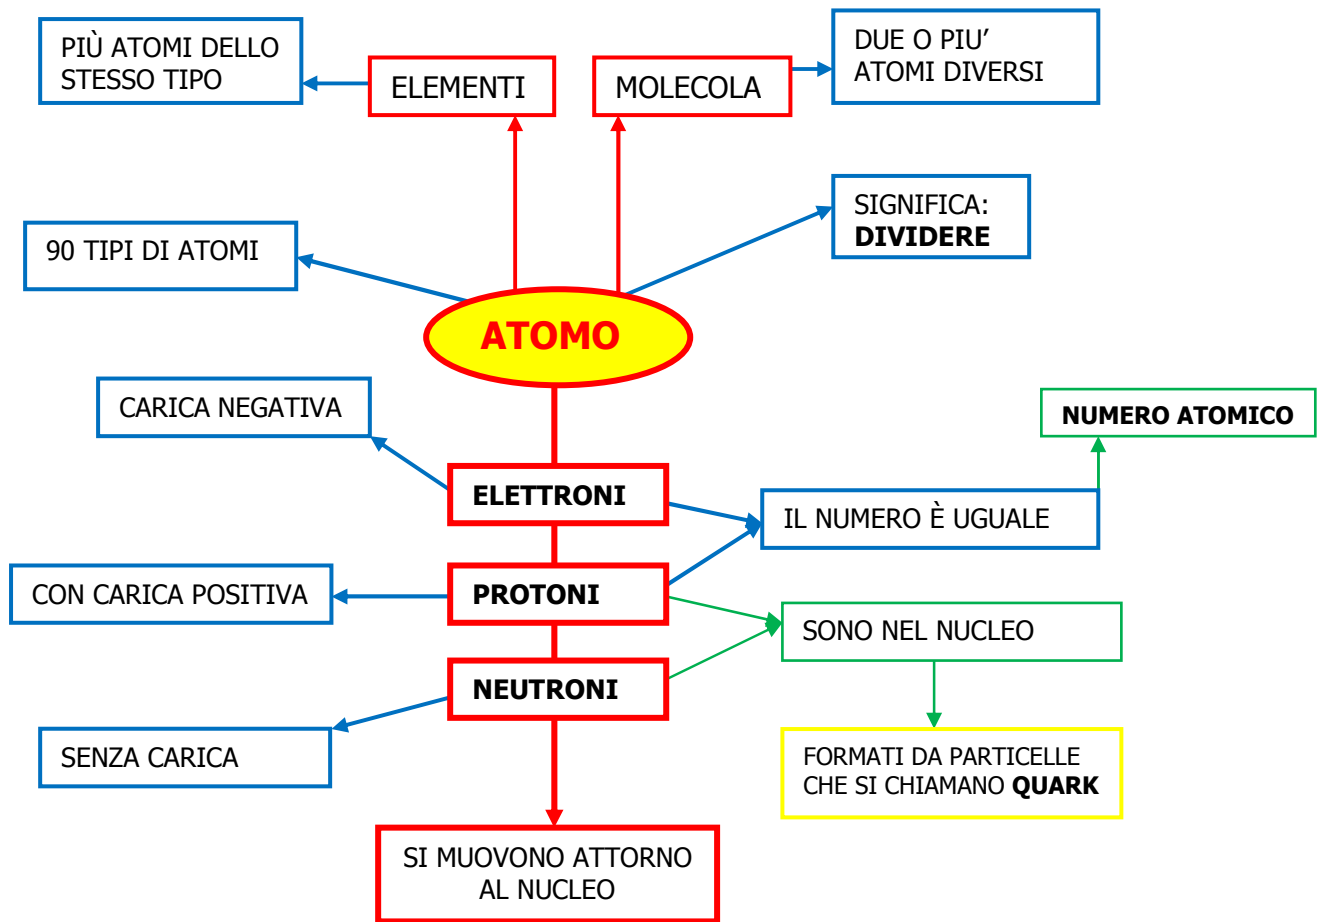 PIÙ ATOMI DELLO
STESSO TIPO
ELEMENTI
MOLECOLA
DUE O PIU’
ATOMI DIVERSI
90 TIPI DI ATOMI
SIGNIFICA:
DIVIDERE
ATOMO
CARICA NEGATIVA
NUMERO ATOMICO
ELETTRONI
IL NUMERO È UGUALE
CON CARICA POSITIVA
PROTONI
SONO NEL NUCLEO
NEUTRONI
SENZA CARICA
FORMATI DA PARTICELLE
CHE SI CHIAMANO QUARK
SI MUOVONO ATTORNO
AL NUCLEO